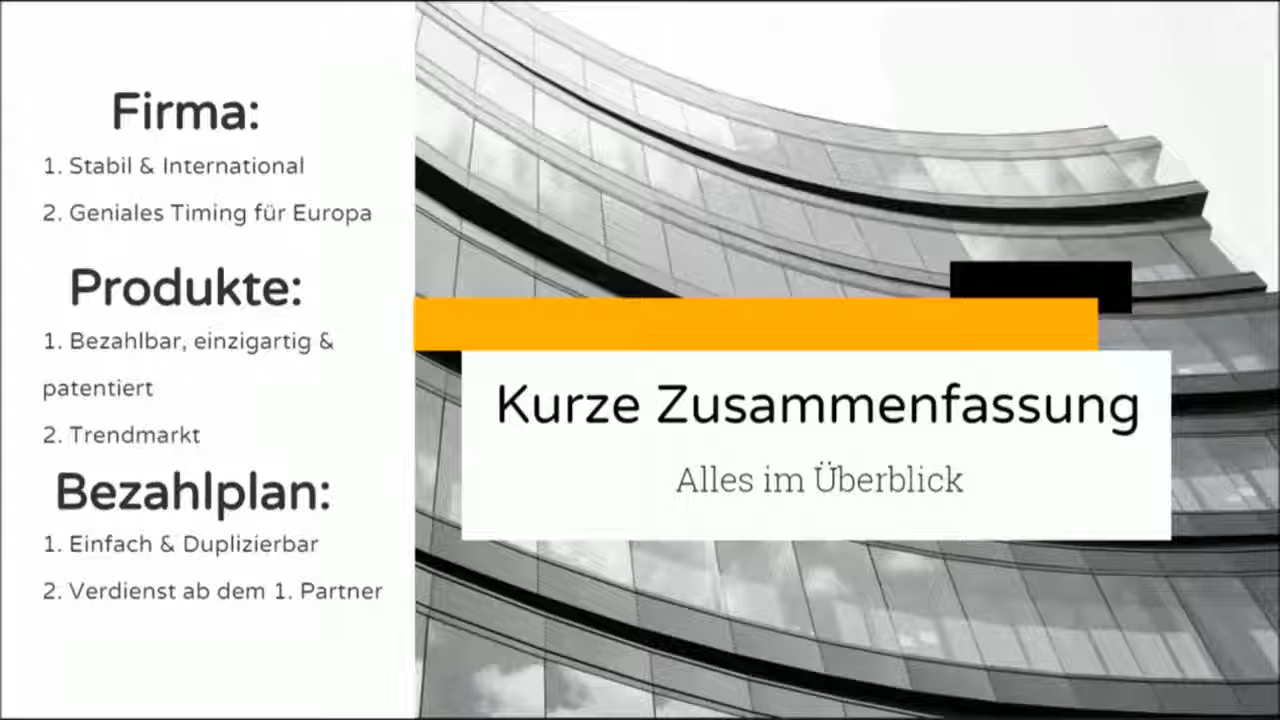 Firma:
1. Stabil & International
2. Geniales Timing für Europa
Produkte:
1. Bezahlbar, einzigartig &
patentiert
2. Trendmarkt
Bezahlplan:
1. Einfach & Duplizierbar
2. Verdienst ab dem 1. Partner
Kurze Zusammenfassung
Alles im Überblick